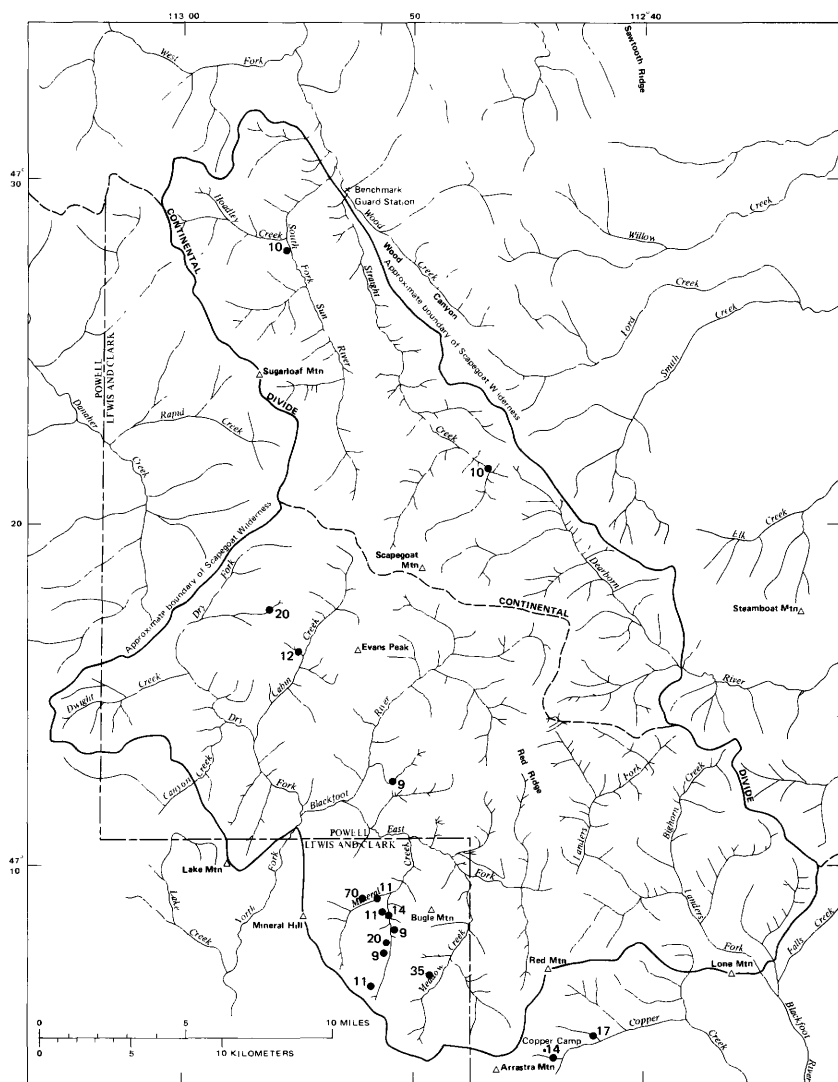 113°00'
50
112°40
West
Fork
Sawtooth Ridge
47°
30
Benchmark
Guard Station
Hoadley
Creek
10
CONTINENTAL
South
Fork
Sun
River
Straight
Wood
Creek
Wood
Canyon
Approximate boundary of Scapegoat Wilderness
Willow
Creek
Ford
Creek
Smith
Creek
POWELL
LEWIS AND CLARK
Sugarloaf Mtn
DIVIDE
Danaher
Creek
Rapid
Creek
Creek
10
20
Approximate boundary of Scapegoat Wilderness
Dry
Fork
Scapegoat
Mtn
CONTINENTAL
Dearborn
River
Elk
Creek
Steamboat Mtn
20
12
Cabin
Creek
Evans Peak
Dwight
Creek
River
Dry
Fork
Canyon
Creek
Blackfoot
9
Red Ridge
Landers
Fork
Bighorn
Creek
DIVIDE
POWELL
LEWIS AND CLARK
East
Fork
47°
10
Lake Mtn
Lake
Creek
North
Fork
Mineral Hill
Creek
Mineral
70
11
11
14
9
20
9
11
Bugle Mtn
35
Meadow
Creek
Red Mtn
Landers
Fork
Falls
Creek
Lone Mtn
Blackfoot
River
Copper
Creek
17
Copper Camp
14
Arrastra Mtn
0 5 10 MILES
0 5 10 KILOMETERS